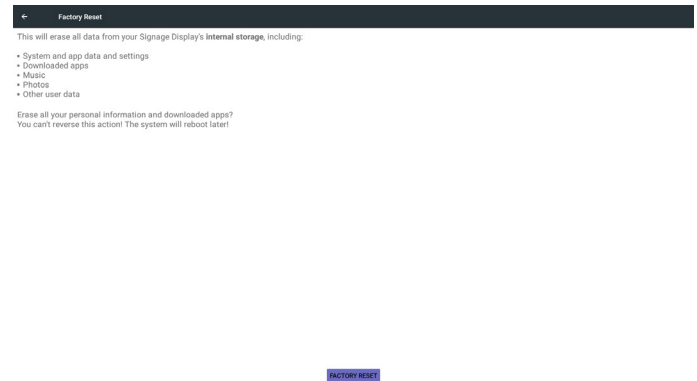 Factory Reset
This will erase all data from your Signage Display's internal storage, including:
• System and app data and settings
• Downloaded apps
• Music
• Photos
• Other user data
Erase all your personal information and downloaded apps?
You can't reverse this action! The system will reboot later!
FACTORY RESET